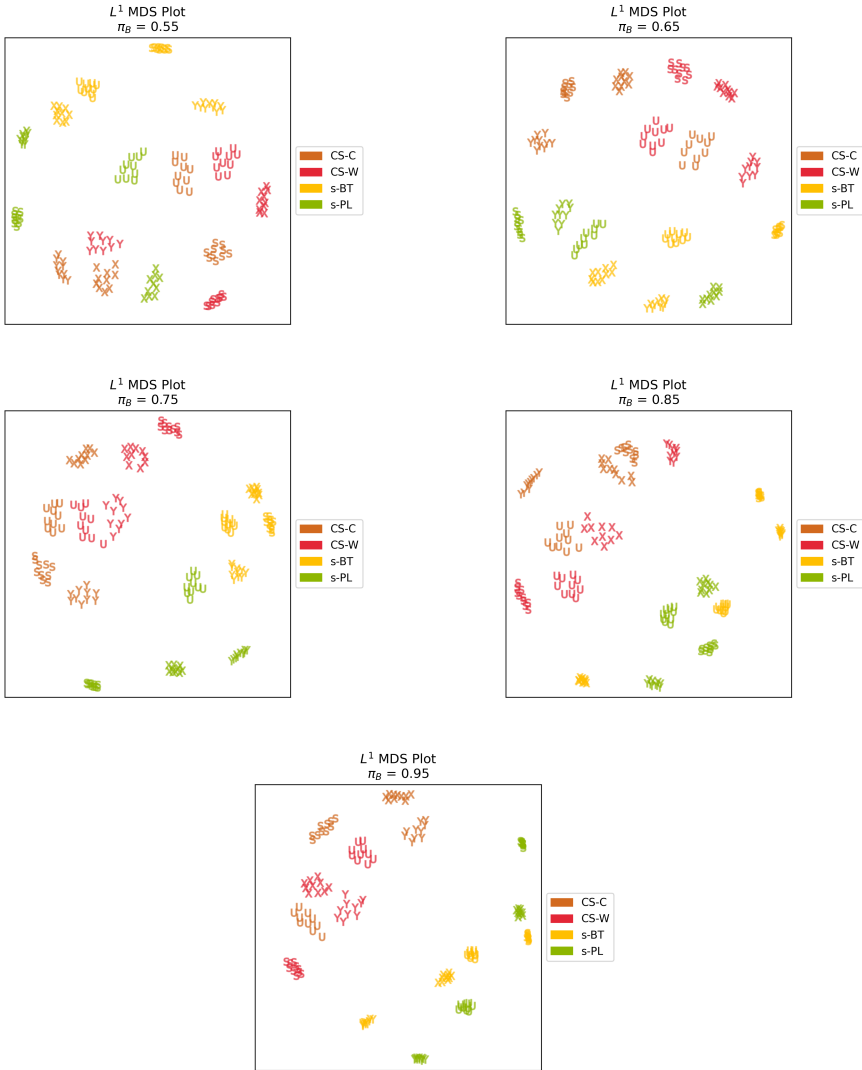 L¹ MDS Plot
π_B = 0.55
CS-C
CS-W
s-BT
s-PL
L¹ MDS Plot
π_B = 0.65
CS-C
CS-W
s-BT
s-PL
L¹ MDS Plot
π_B = 0.75
CS-C
CS-W
s-BT
s-PL
L¹ MDS Plot
π_B = 0.85
CS-C
CS-W
s-BT
s-PL
L¹ MDS Plot
π_B = 0.95
CS-C
CS-W
s-BT
s-PL